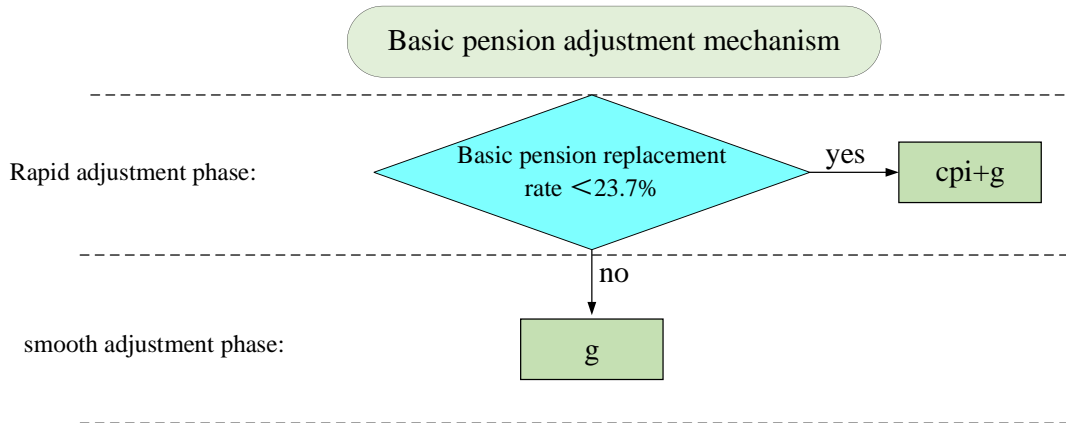 Basic pension adjustment mechanism
Rapid adjustment phase:
Basic pension replacement
rate <23.7%
yes
cpi+g
no
smooth adjustment phase:
g